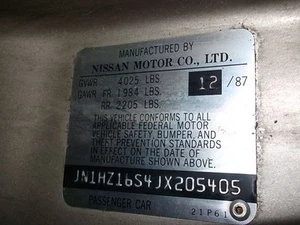 MANUFACTURED BY
NISSAN MOTOR CO., LTD.
GVWR 4025 LBS 12 /87
GAWR FR 1984 LBS
RR 2205 LBS
THIS VEHICLE CONFORMS TO ALL
APPLICABLE FEDERAL MOTOR
VEHICLE SAFETY, BUMPER, AND
THEFT PREVENTION STANDARDS
IN EFFECT ON THE DATE OF
MANUFACTURE SHOWN ABOVE.
JN1HZ16S4JX205405
PASSENGER CAR 21P61